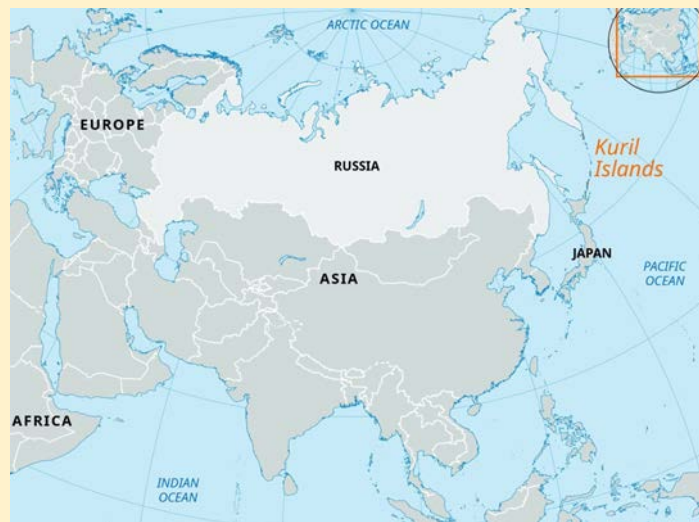 ARCTIC OCEAN
EUROPE
RUSSIA
Kuril
Islands
JAPAN
PACIFIC
OCEAN
ASIA
AFRICA
INDIAN
OCEAN